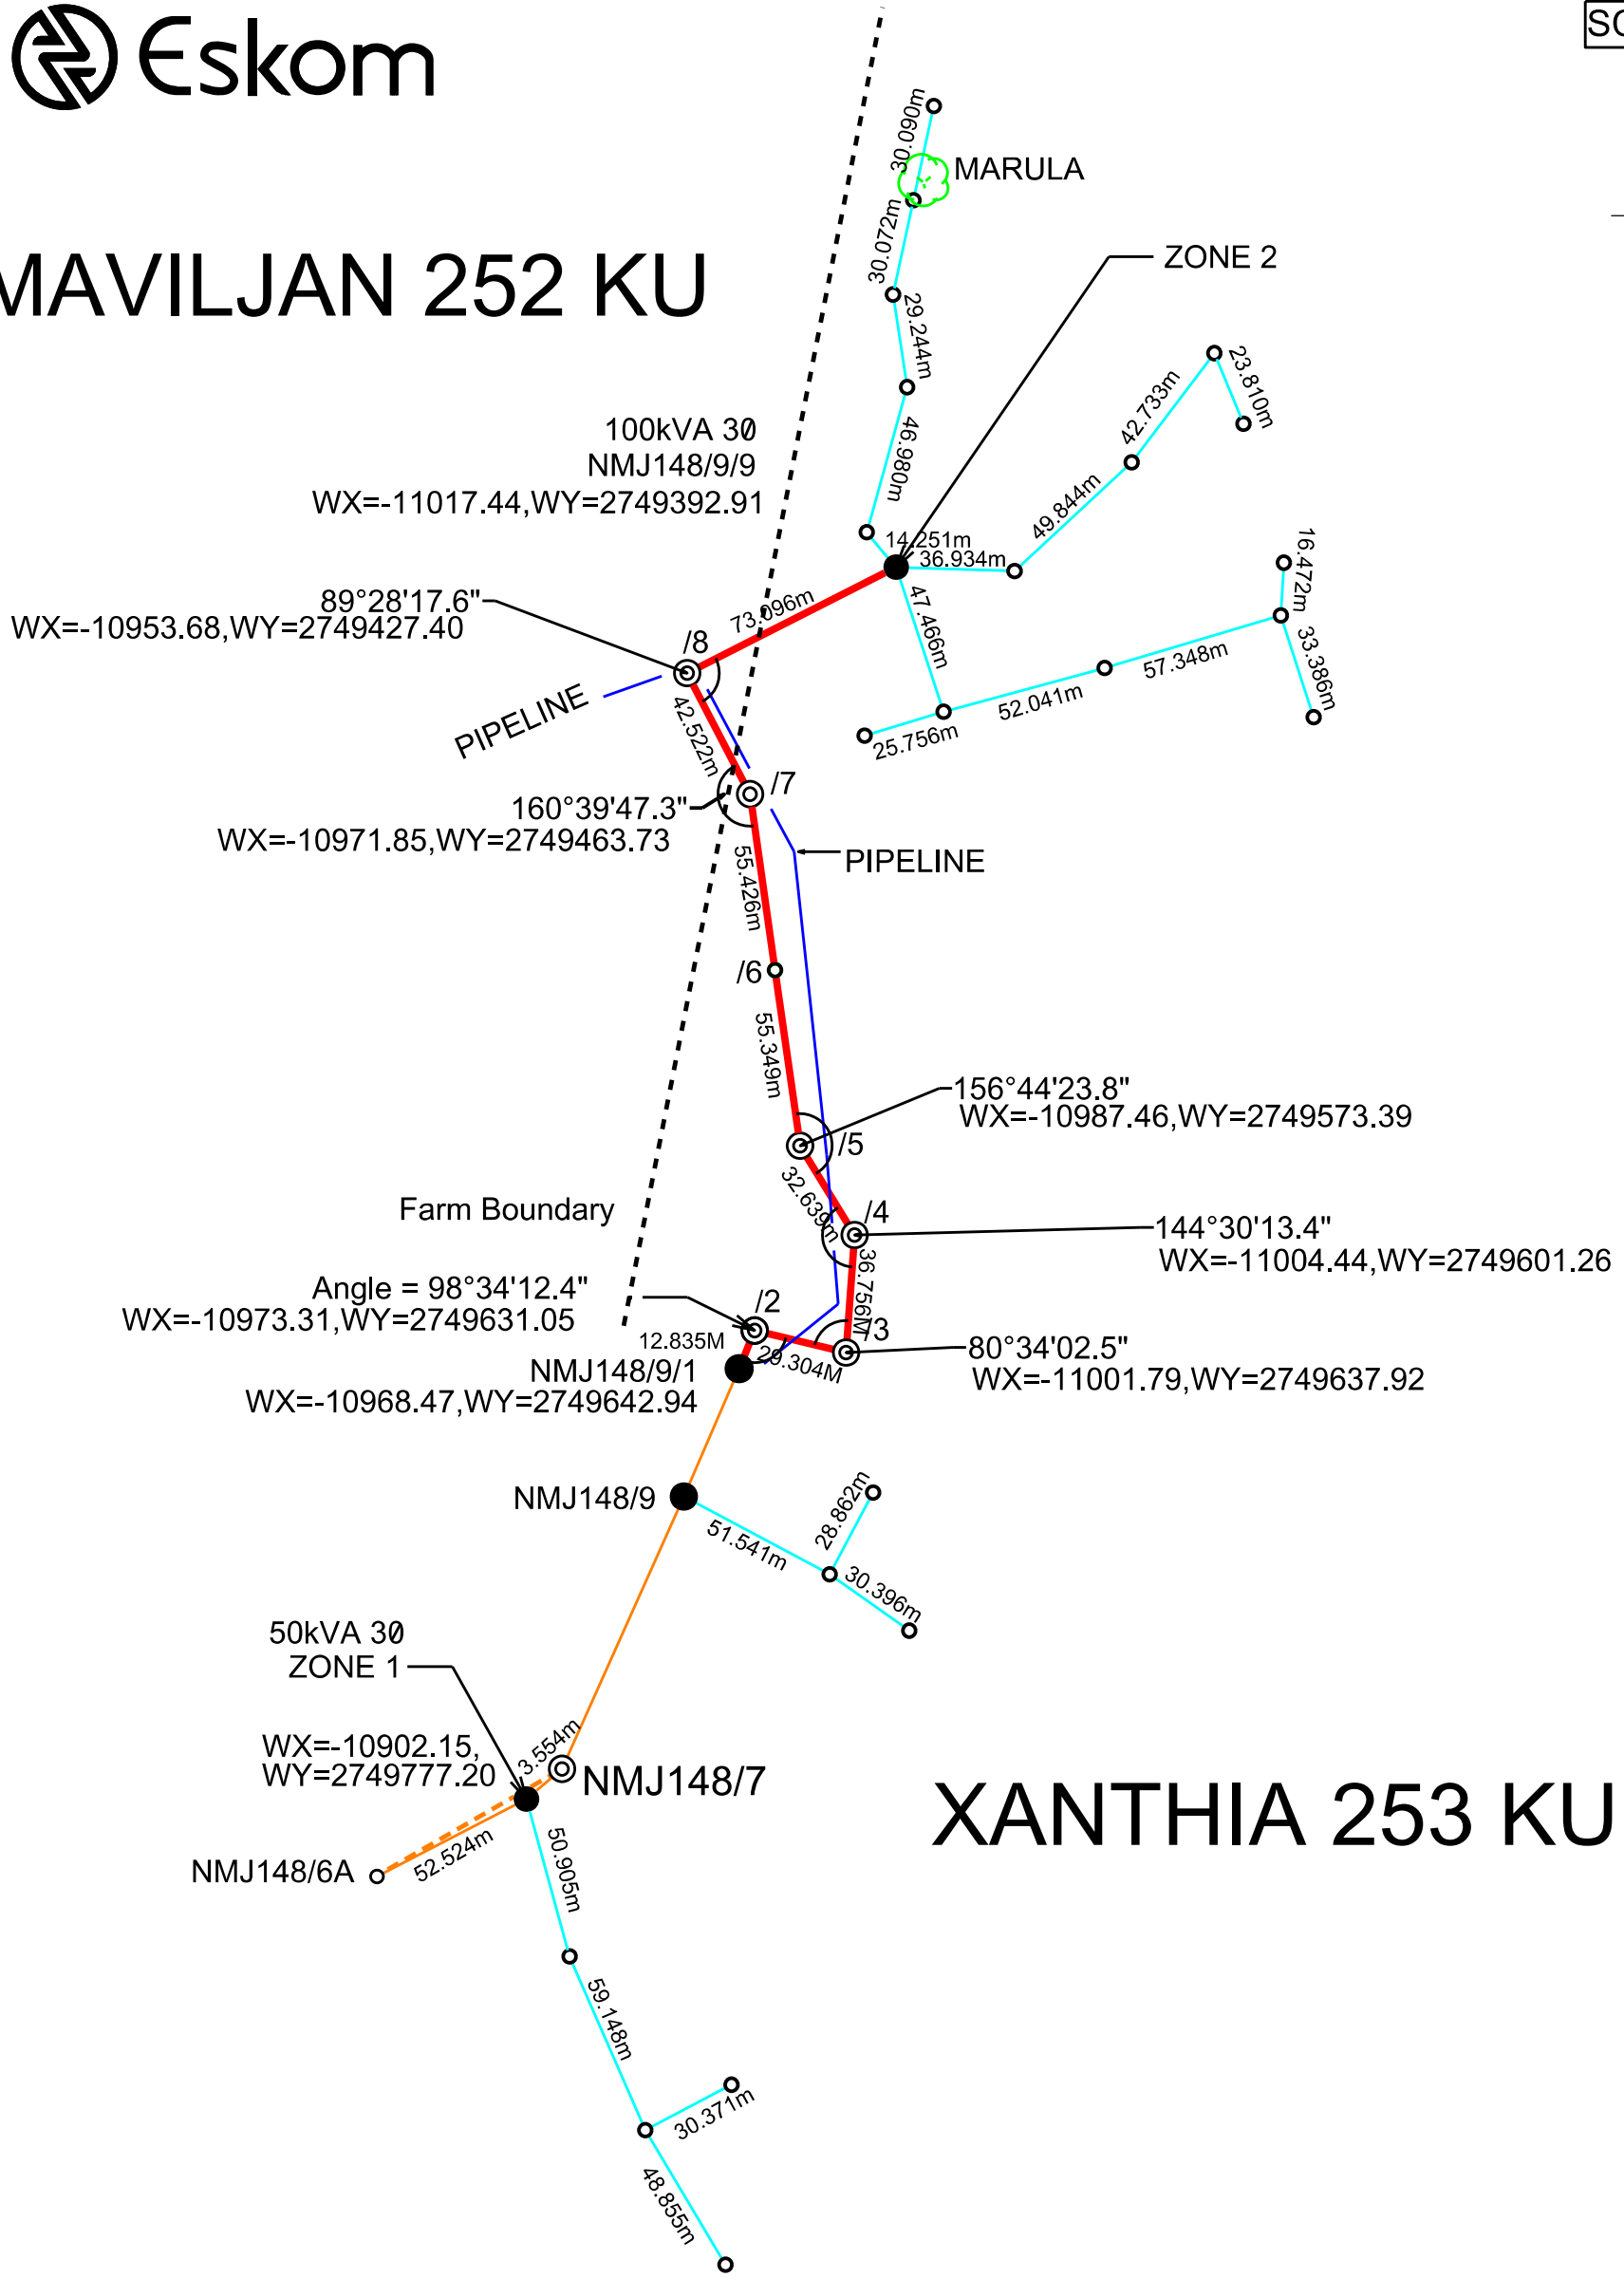 Eskom
30.090m
MARULA
30.072m
ZONE 2
MAVILJAN 252 KU
29.244m
23.810m
42.733m
100kVA 30
NMJ148/9/9
WX=-11017.44,WY=2749392.91
46.980m
49.844m
14.251m
36.934m
16.472m
89°28'17.6"
WX=-10953.68,WY=2749427.40
73.096m
47.466m
/8
33.386m
57.348m
52.041m
25.756m
PIPELINE
42.522m
/7
160°39'47.3"
WX=-10971.85,WY=2749463.73
PIPELINE
55.426m
/6
55.349m
156°44'23.8"
WX=-10987.46,WY=2749573.39
/5
32.639m
Farm Boundary
/4
144°30'13.4"
WX=-11004.44,WY=2749601.26
36.756M
Angle = 98°34'12.4"
WX=-10973.31,WY=2749631.05
/2
12.835M
/3
29.304M
80°34'02.5"
WX=-11001.79,WY=2749637.92
NMJ148/9/1
WX=-10968.47,WY=2749642.94
NMJ148/9
51.541m
28.862m
30.396m
50kVA 30
ZONE 1
WX=-10902.15,
WY=2749777.20
3.554m
NMJ148/7
XANTHIA 253 KU
NMJ148/6A
52.524m
50.905m
59.148m
30.371m
48.855m